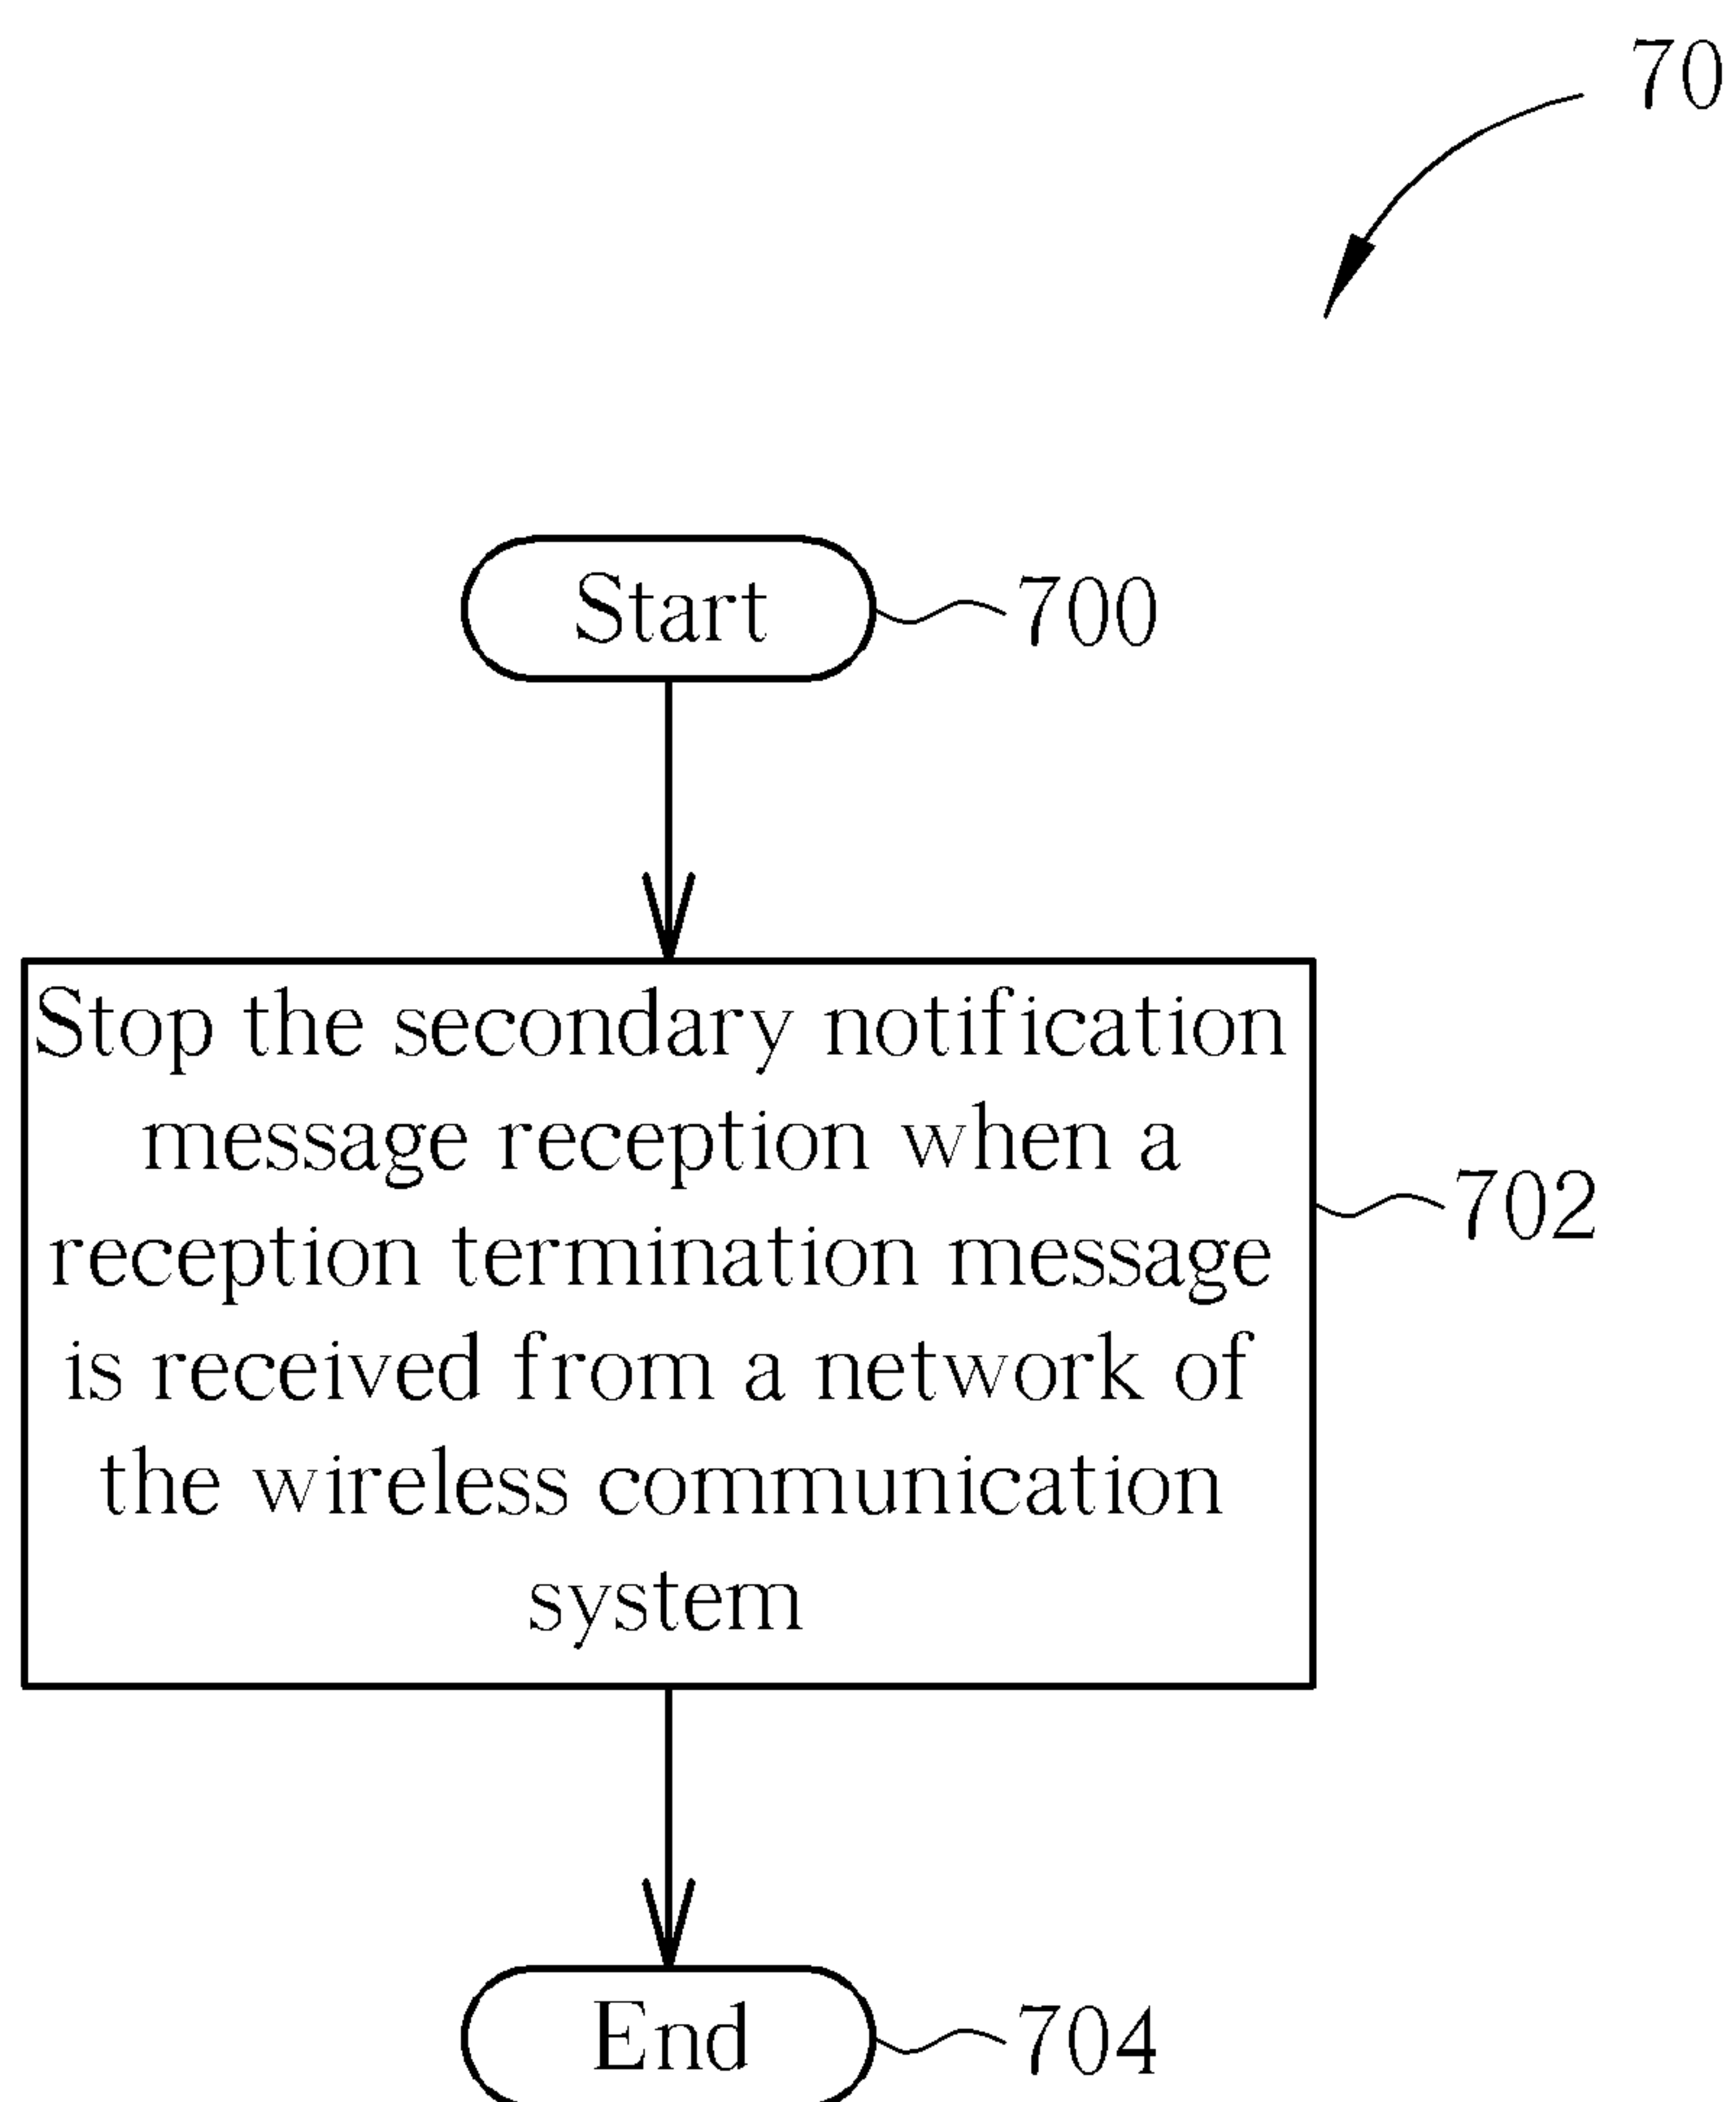 70
Start
700
Stop the secondary notification
message reception when a
reception termination message
is received from a network of
the wireless communication
system
702
End
704